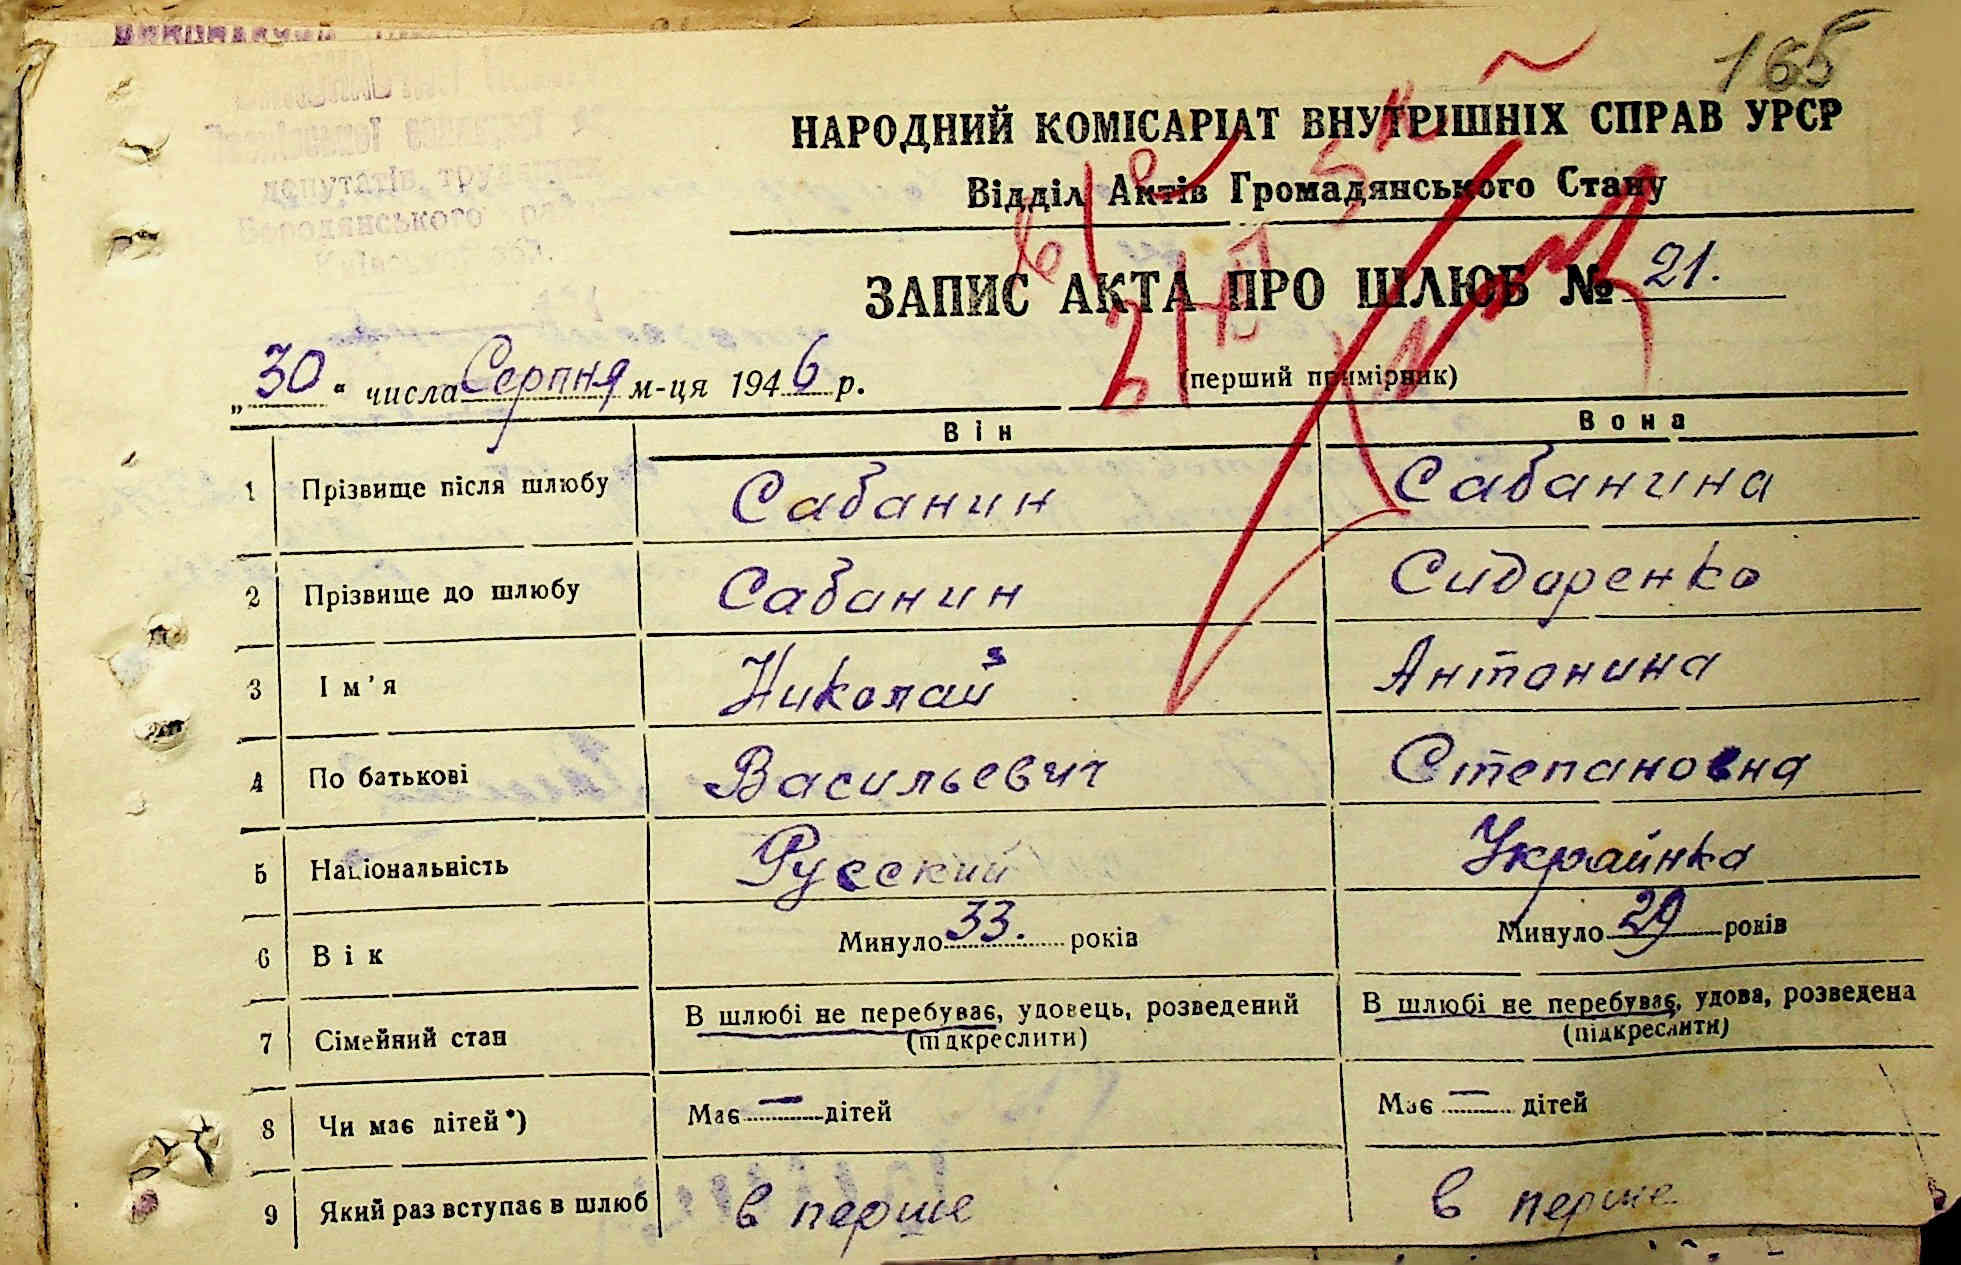 165
депутатів трудящих
Бородянського
НАРОДНИЙ КОМІСАРІАТ ВНУТРІШНІХ СПРАВ УРСР
Відділ Актів Громадянського Стану
ЗАПИС АКТА ПРО ШЛЮБ № 21.
„30“ числа Серпня м-ця 1946 р.
(перший примірник)
Він Вона
1 Прізвище після шлюбу Сабанин Сабанина
2 Прізвище до шлюбу Сабанин Сидоренко
3 Ім'я Николай Антонина
4 По батькові Васильевич Степановна
5 Національність Русский Украйнка
6 Вік Минуло 33. років Минуло 29 років
7 Сімейний стан В шлюбі не перебуває, удовець, розведений В шлюбі не перебуває, удова, розведена
(підкреслити) (підкреслити)
8 Чи має дітей*) Має — дітей Має — дітей
9 Який раз вступає в шлюб в перше в перше